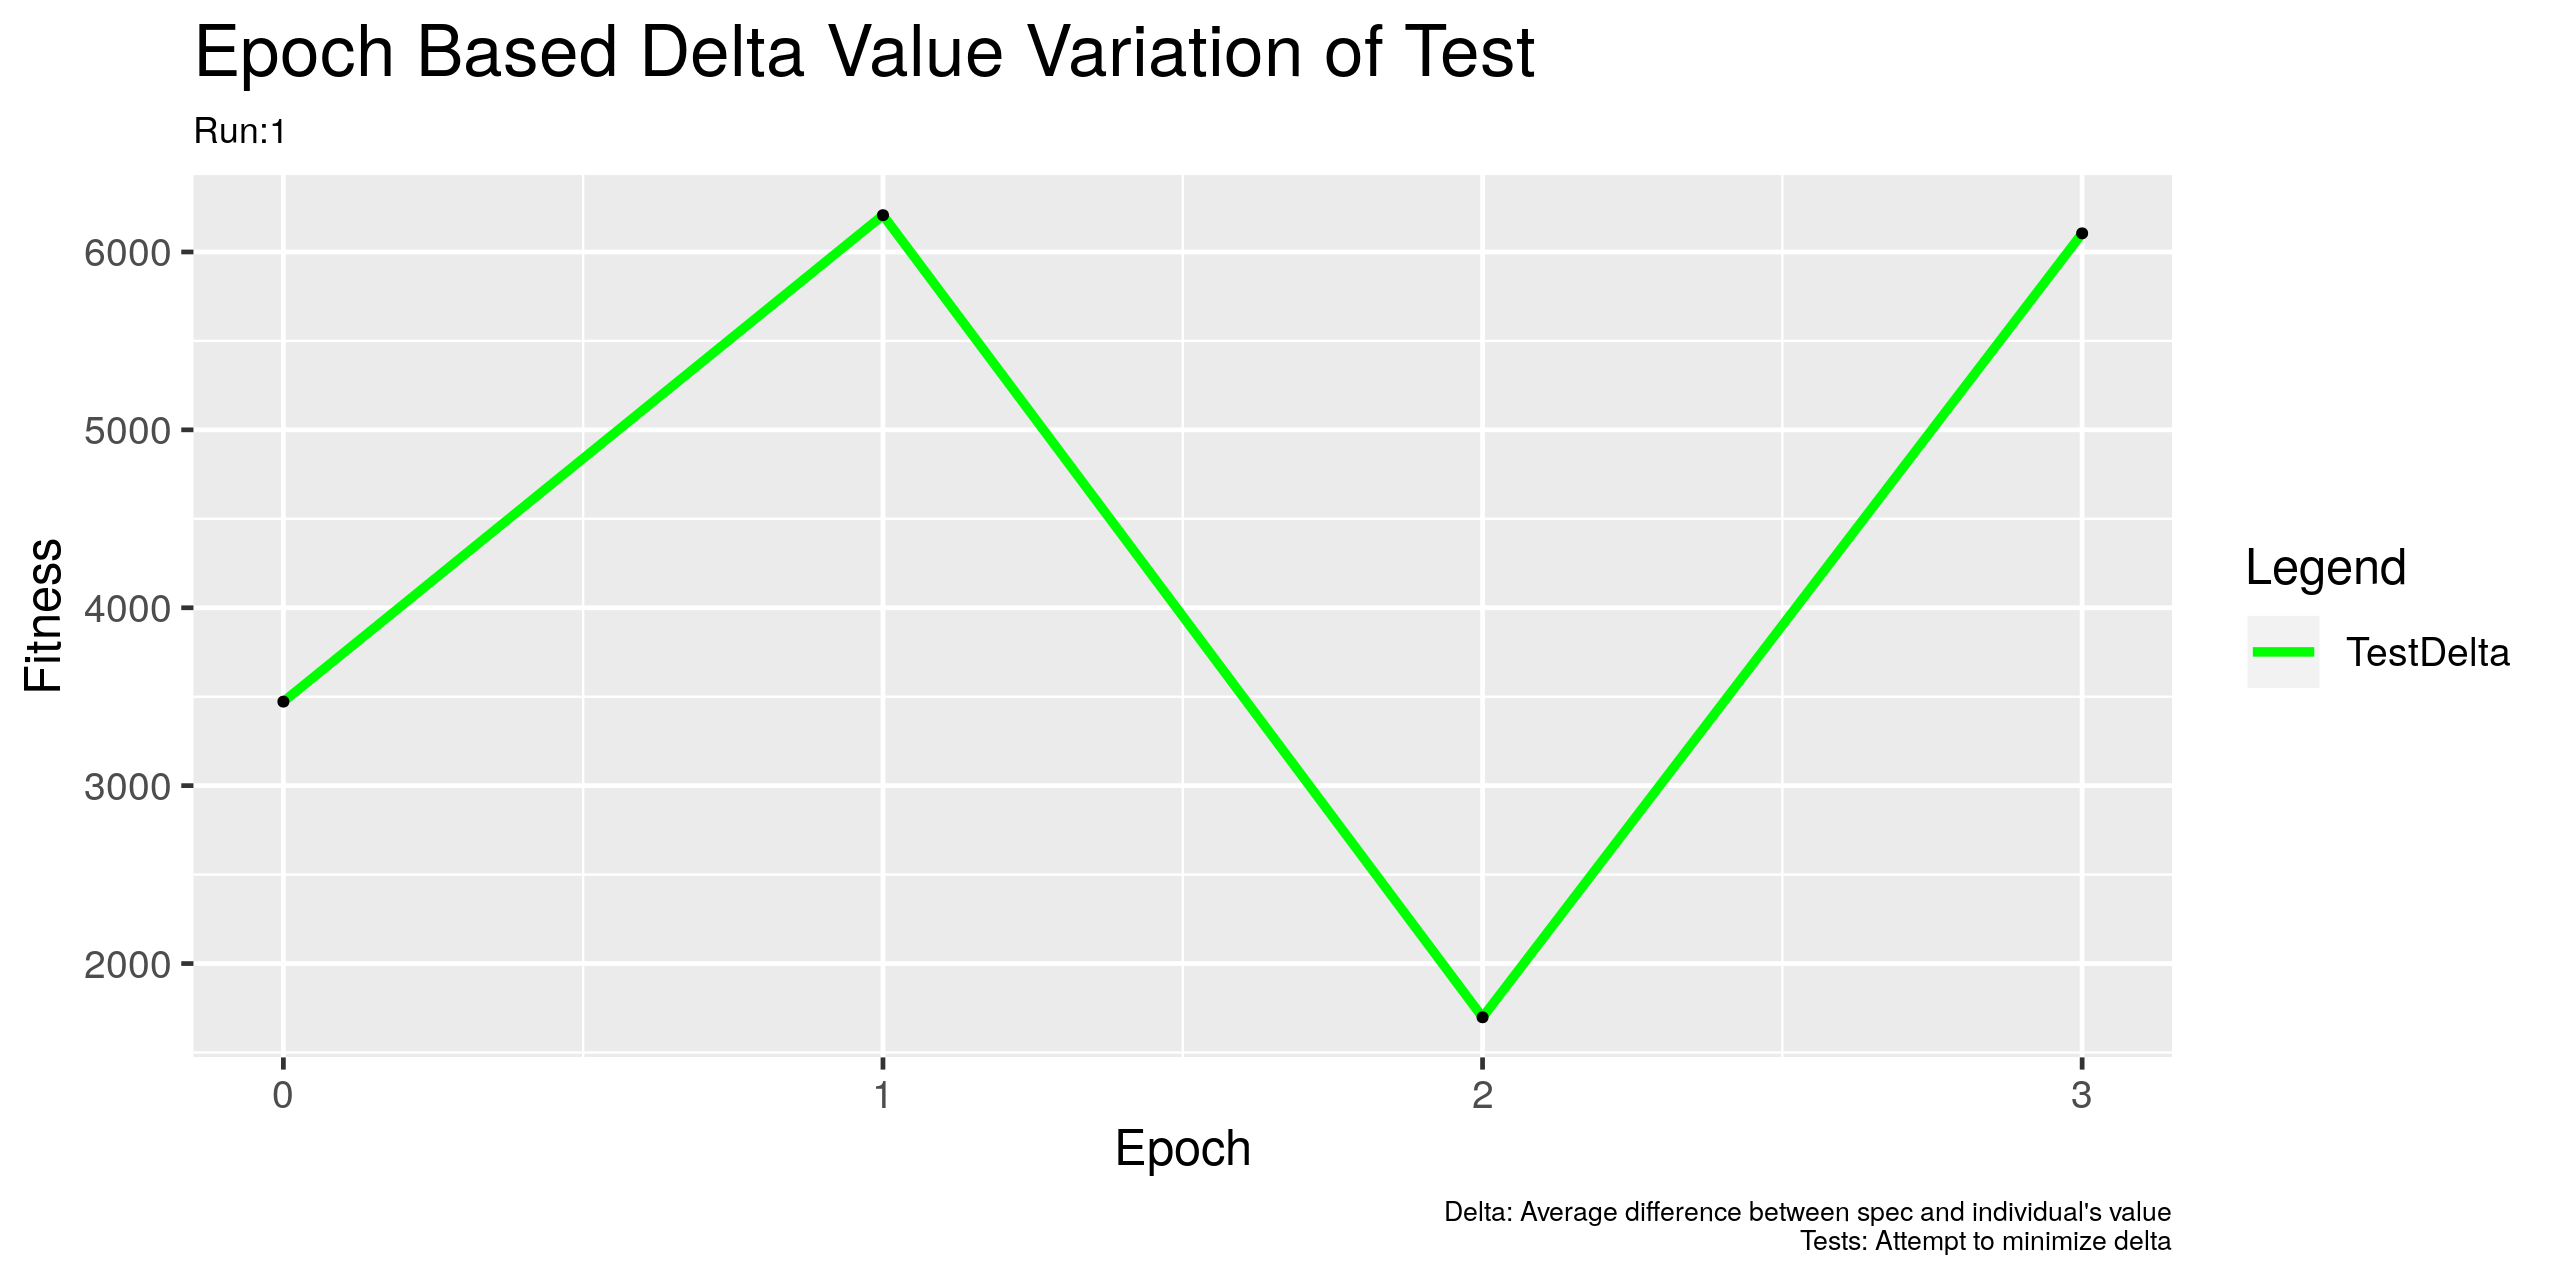 Epoch Based Delta Value Variation of Test
Run:1
6000
5000
4000
3000
2000
Fitness
0 1 2 3
Epoch
Legend
TestDelta
Delta: Average difference between spec and individual's value
Tests: Attempt to minimize delta